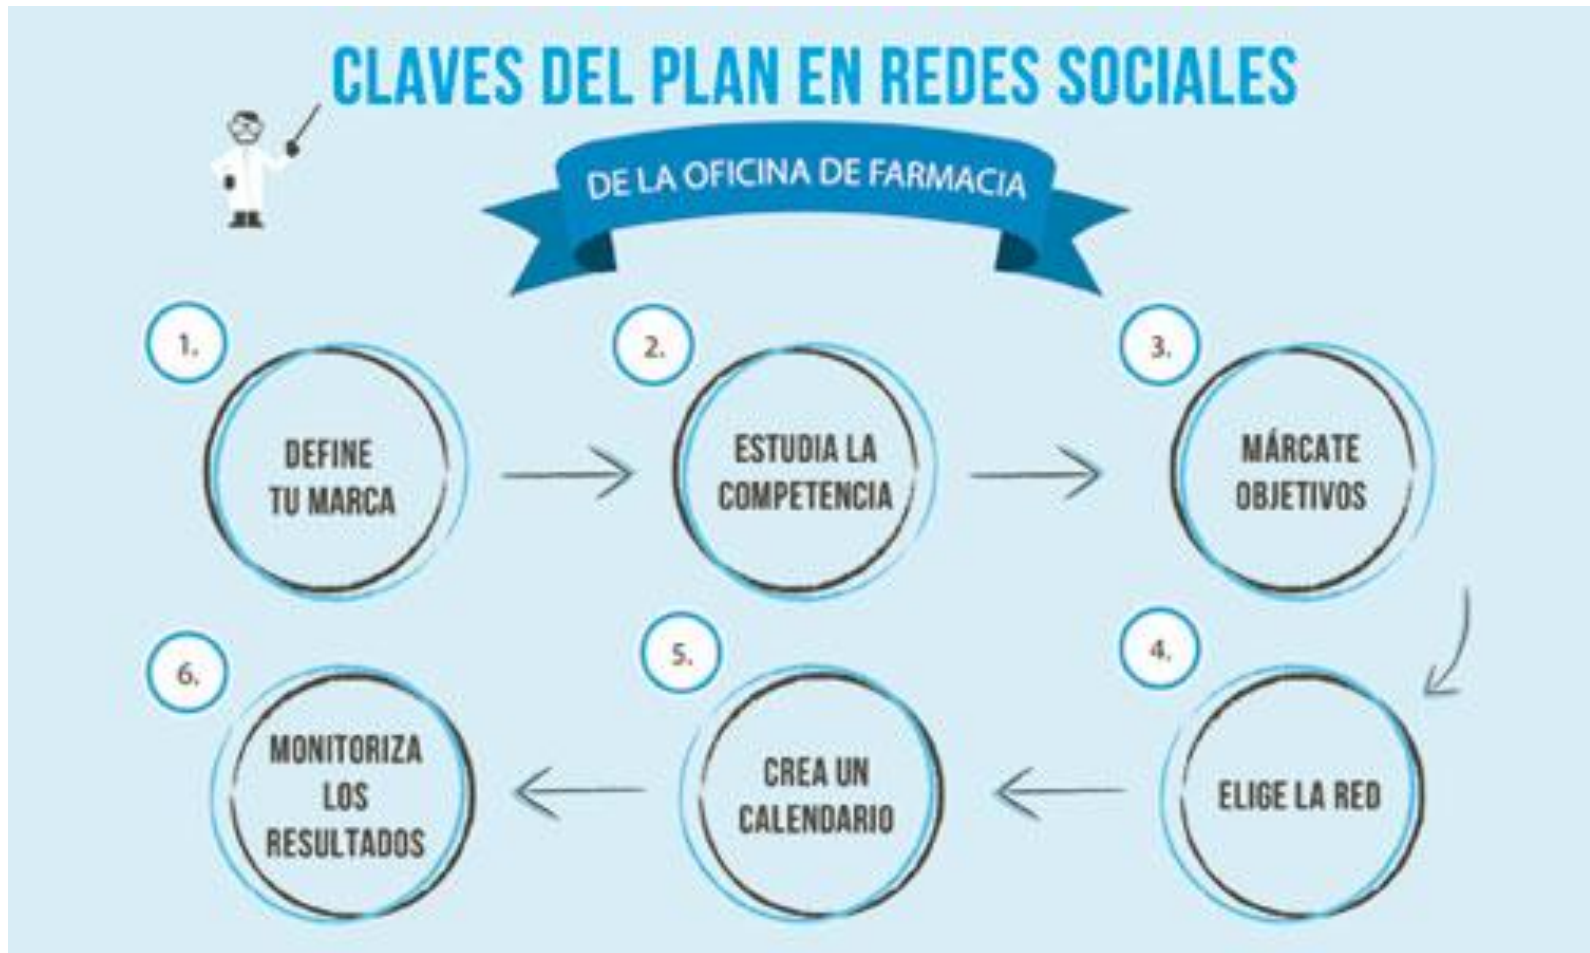 CLAVES DEL PLAN EN REDES SOCIALES
DE LA OFICINA DE FARMACIA
1.
DEFINE
TU MARCA
2.
ESTUDIA LA
COMPETENCIA
3.
MÁRCATE
OBJETIVOS
4.
ELIGE LA RED
5.
CREA UN
CALENDARIO
6.
MONITORIZA
LOS
RESULTADOS